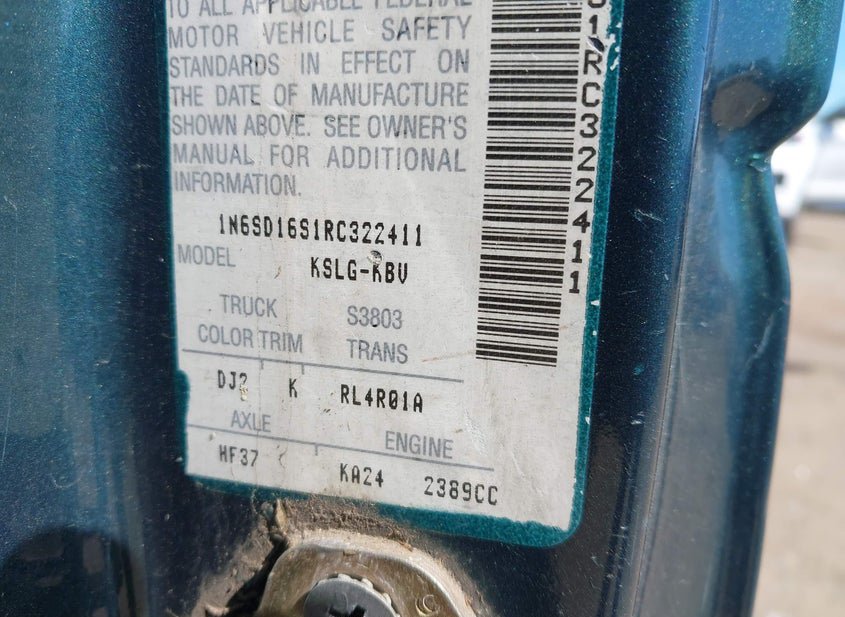 TO ALL APPLICABLE FEDERAL
MOTOR VEHICLE SAFETY
STANDARDS IN EFFECT ON
THE DATE OF MANUFACTURE
SHOWN ABOVE. SEE OWNER'S
MANUAL FOR ADDITIONAL
INFORMATION.
1N6SD16S1RC322411
MODEL KSLG-KBV
TRUCK S3803
COLOR TRIM TRANS
DJ2 K RL4R01A
AXLE ENGINE
HF37 KA24 2389CC
1RC322411